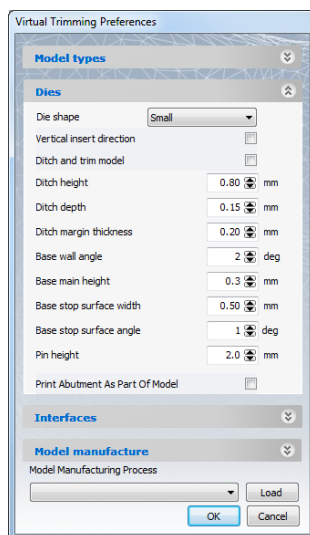 Virtual Trimming Preferences
Model types
Dies
Die shape Small
Vertical insert direction
Ditch and trim model
Ditch height 0.80 mm
Ditch depth 0.15 mm
Ditch margin thickness 0.20 mm
Base wall angle 2 deg
Base main height 0.3 mm
Base stop surface width 0.50 mm
Base stop surface angle 1 deg
Pin height 2.0 mm
Print Abutment As Part Of Model
Interfaces
Model manufacture
Model Manufacturing Process
Load
OK Cancel